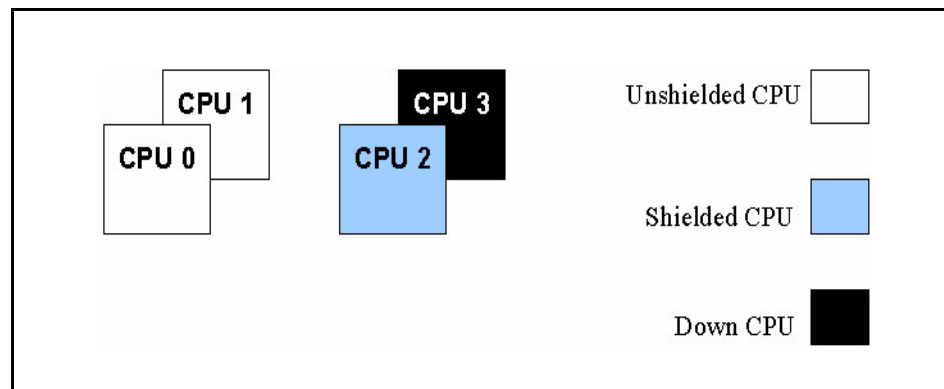 CPU 1
CPU 0
CPU 3
CPU 2
Unshielded CPU
Shielded CPU
Down CPU